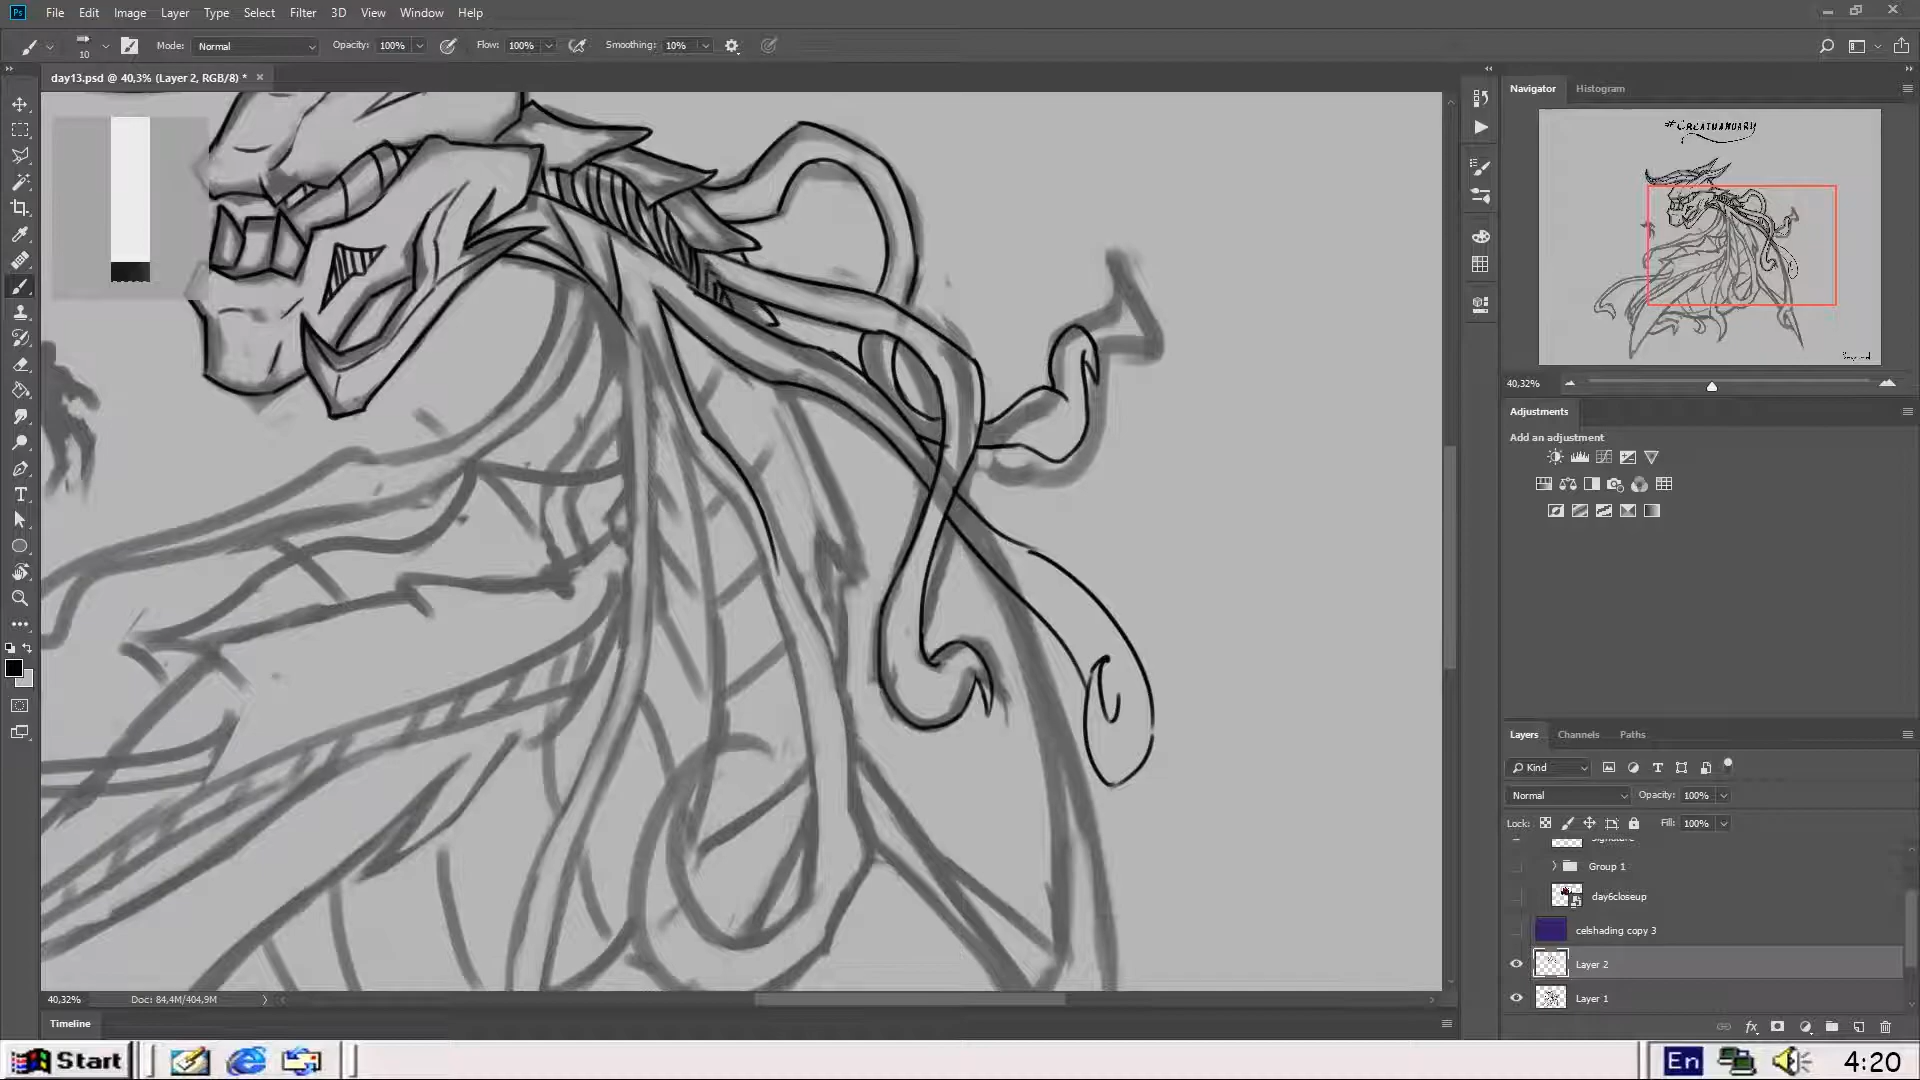 Ps File Edit Image Layer Type Select Filter 3D View Window Help
10 Mode: Normal Opacity: 100% Flow: 100% Smoothing: 10%
day13.psd @ 40,3% (Layer 2, RGB/8) * ×
Navigator Histogram
40,32%
Adjustments
Add an adjustment
Layers Channels Paths
Kind
Normal Opacity: 100%
Lock: Fill: 100%
Group 1
day6closeup
celshading copy 3
Layer 2
Layer 1
40,32% Doc: 84,4M/404,9M
Timeline
Start En 4:20